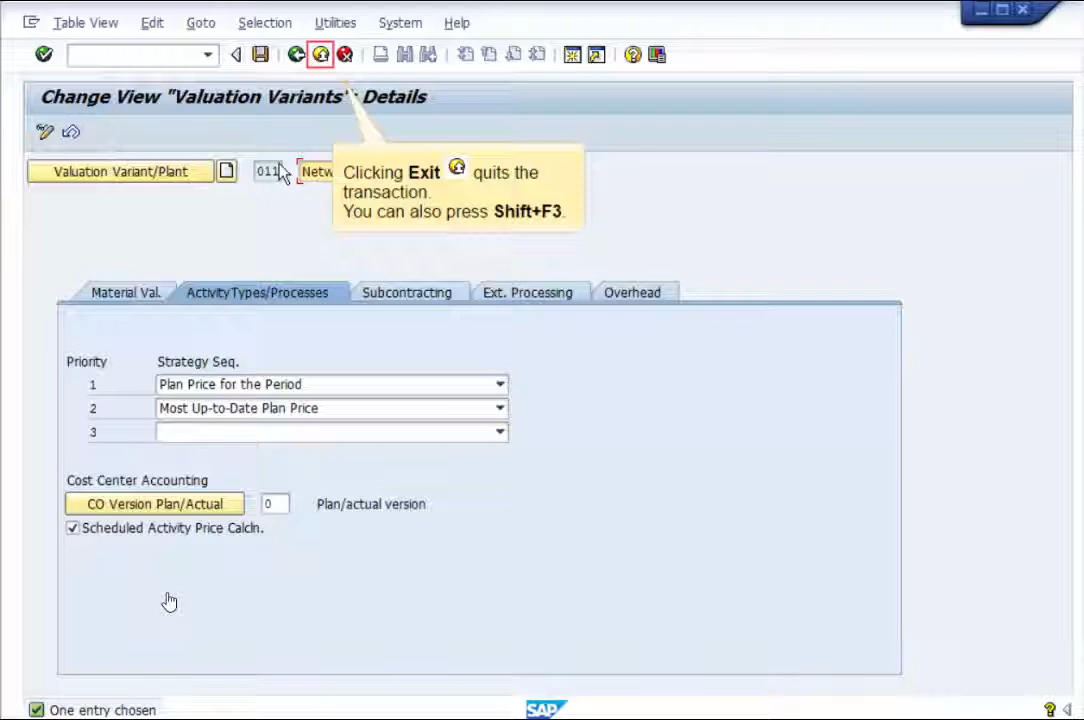 Table View Edit Goto Selection Utilities System Help
Change View "Valuation Variants": Details
Valuation Variant/Plant 011 Netw
Clicking Exit quits the
transaction.
You can also press Shift+F3.
Material Val. ActivityTypes/Processes Subcontracting Ext. Processing Overhead
Priority Strategy Seq.
1 Plan Price for the Period
2 Most Up-to-Date Plan Price
3
Cost Center Accounting
CO Version Plan/Actual 0 Plan/actual version
Scheduled Activity Price Calcln.
One entry chosen SAP